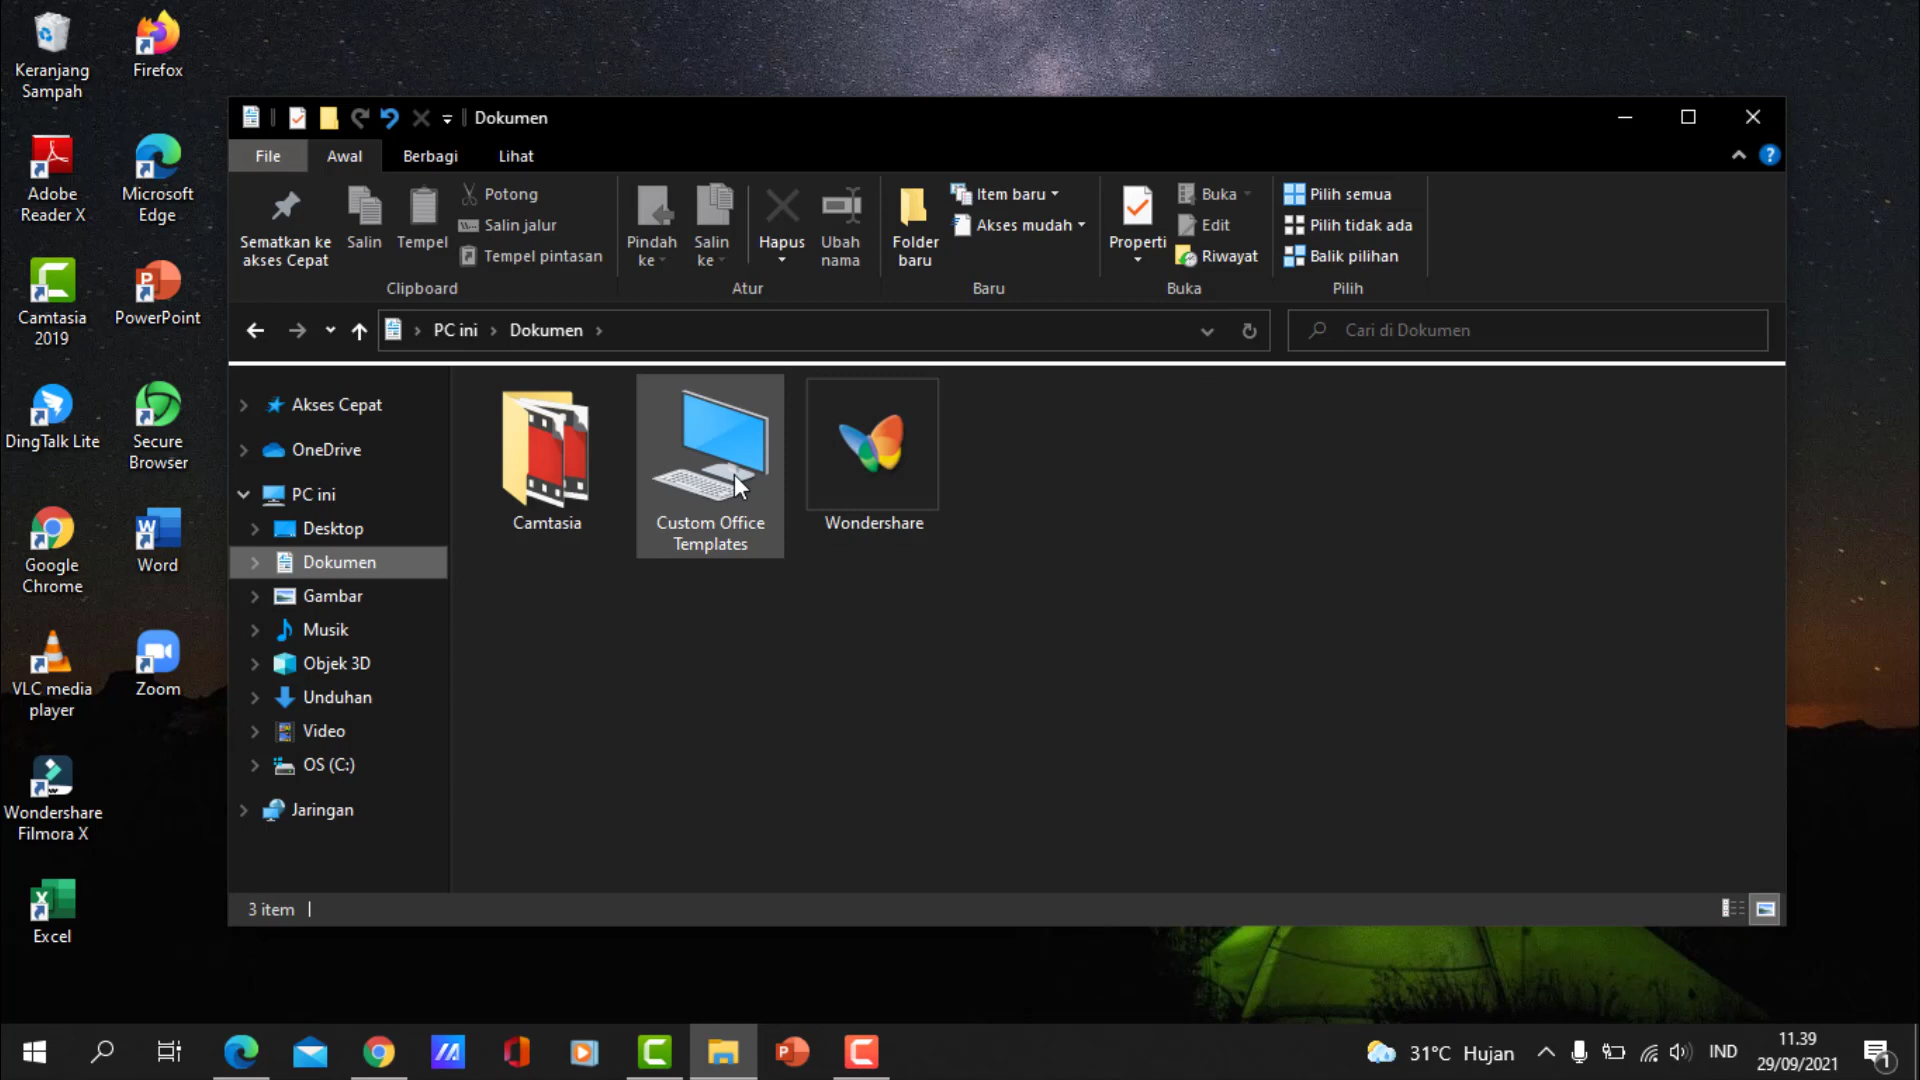 Keranjang
Sampah
Firefox
Adobe
Reader X
Microsoft
Edge
Camtasia
2019
PowerPoint
DingTalk Lite
Secure
Browser
Google
Chrome
Word
VLC media
player
Zoom
Wondershare
Filmora X
Excel
Dokumen
File
Awal
Berbagi
Lihat
Sematkan ke
akses Cepat
Salin
Tempel
Potong
Salin jalur
Tempel pintasan
Clipboard
Pindah
ke
Salin
ke
Hapus
Ubah
nama
Atur
Folder
baru
Item baru
Akses mudah
Baru
Properti
Buka
Edit
Riwayat
Buka
Pilih semua
Pilih tidak ada
Balik pilihan
Pilih
PC ini
Dokumen
Cari di Dokumen
Akses Cepat
OneDrive
PC ini
Desktop
Dokumen
Gambar
Musik
Objek 3D
Unduhan
Video
OS (C:)
Jaringan
Camtasia
Custom Office
Templates
Wondershare
3 item
31°C Hujan
IND
11.39
29/09/2021
1